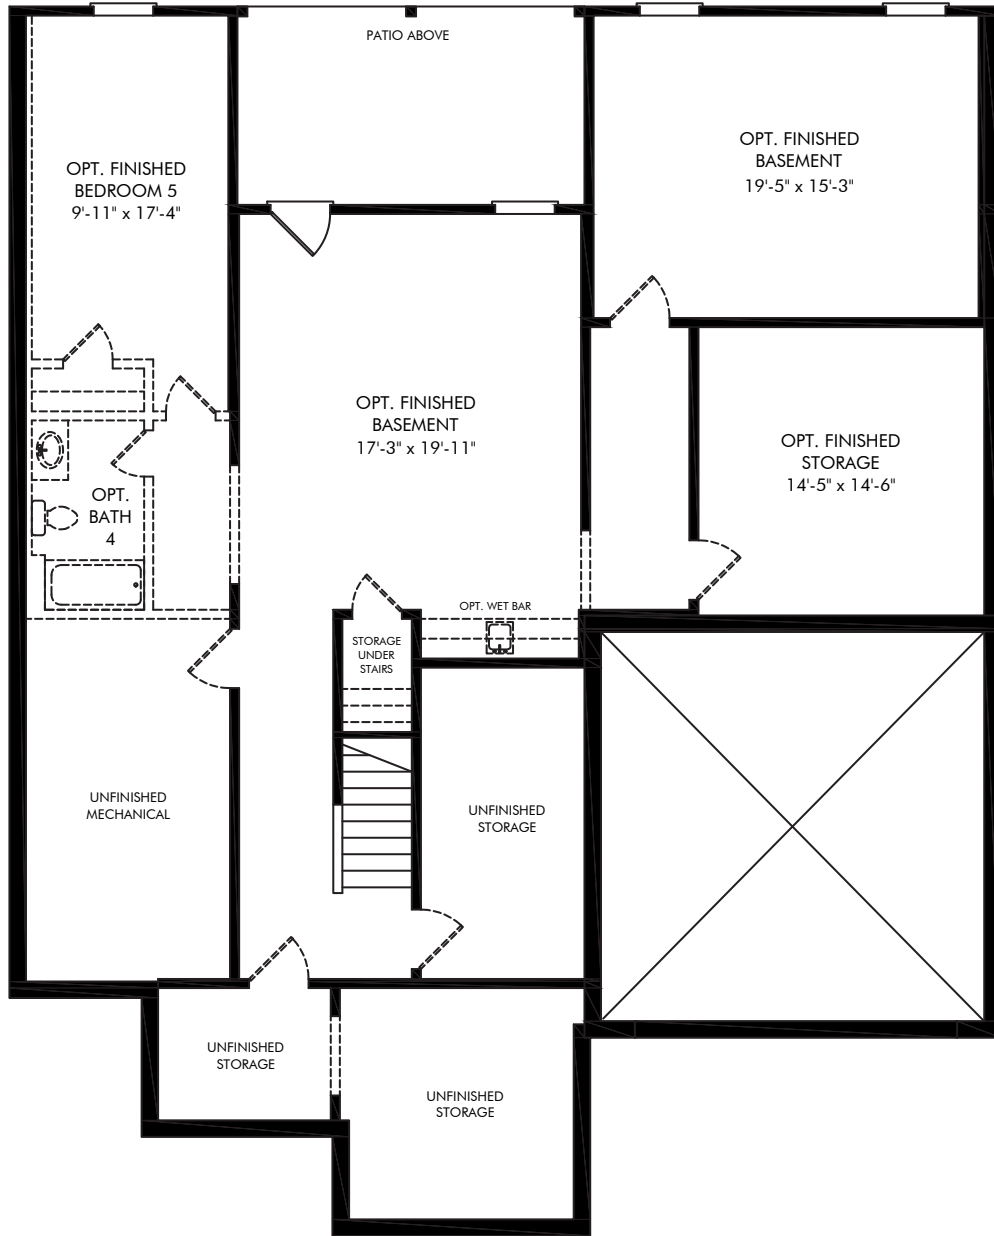 PATIO ABOVE
OPT. FINISHED
BEDROOM 5
9'-11" x 17'-4"
OPT. FINISHED
BASEMENT
19'-5" x 15'-3"
OPT. FINISHED
BASEMENT
17'-3" x 19'-11"
OPT. FINISHED
STORAGE
14'-5" x 14'-6"
OPT.
BATH
4
OPT. WET BAR
STORAGE
UNDER
STAIRS
UNFINISHED
MECHANICAL
UNFINISHED
STORAGE
UNFINISHED
STORAGE
UNFINISHED
STORAGE